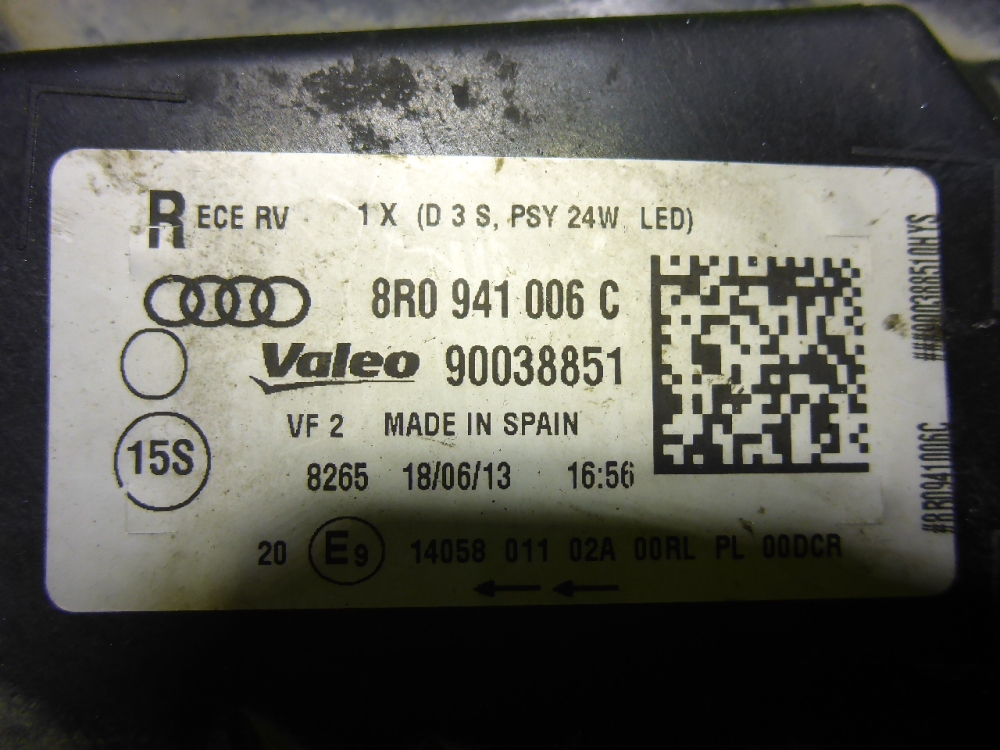 R ECE RV 1 X (D 3 S, PSY 24W LED)
8R0 941 006 C
Valeo 90038851
VF 2 MADE IN SPAIN
15S
8265 18/06/13 16:56
20 E9 14058 011 02A 00RL PL 00DCR
##90038851OHYS
#8R0941006C